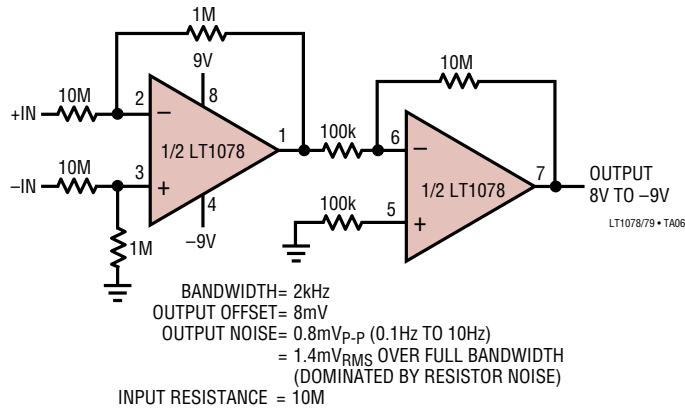 1M
9V
10M
10M
+IN
2
8
−
1
100k
6
−
1/2 LT1078
7
OUTPUT
8V TO −9V
−IN
10M
3
+
4
1/2 LT1078
100k
5
+
LT1078/79 • TA06
−9V
1M
BANDWIDTH= 2kHz
OUTPUT OFFSET= 8mV
OUTPUT NOISE= 0.8mVP-P (0.1Hz TO 10Hz)
= 1.4mVRMS OVER FULL BANDWIDTH
(DOMINATED BY RESISTOR NOISE)
INPUT RESISTANCE = 10M